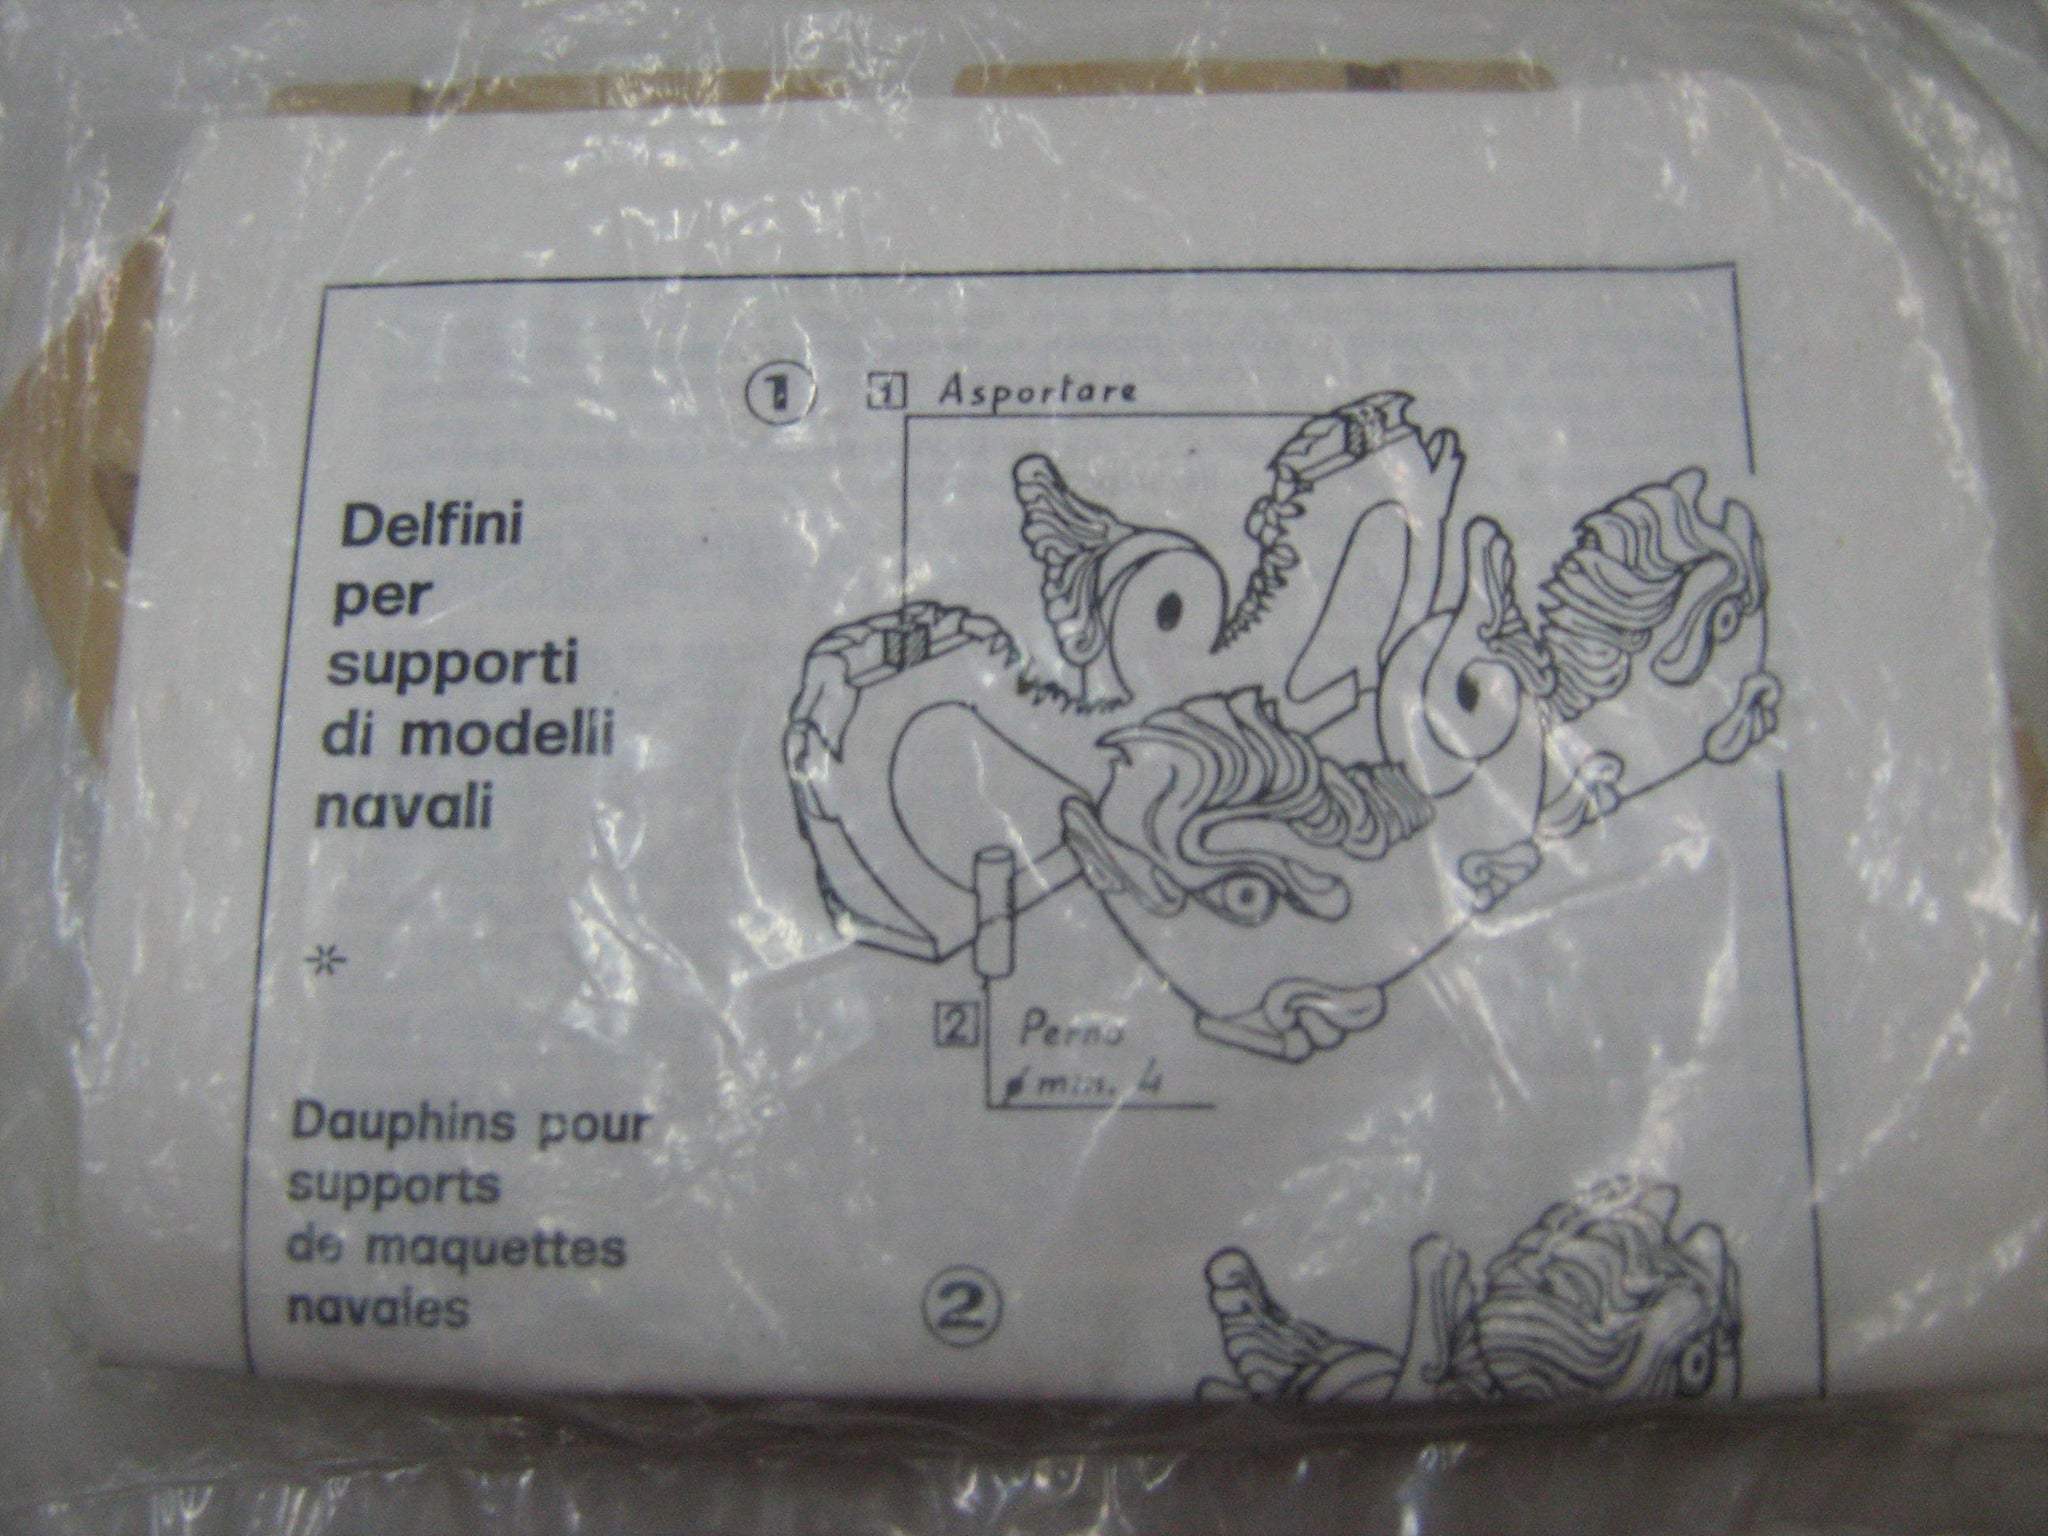 1
1 Asportare
Delfini
per
supporti
di modelli
navali
2 Perno
ø min. 4
Dauphins pour
supports
de maquettes
navales
2